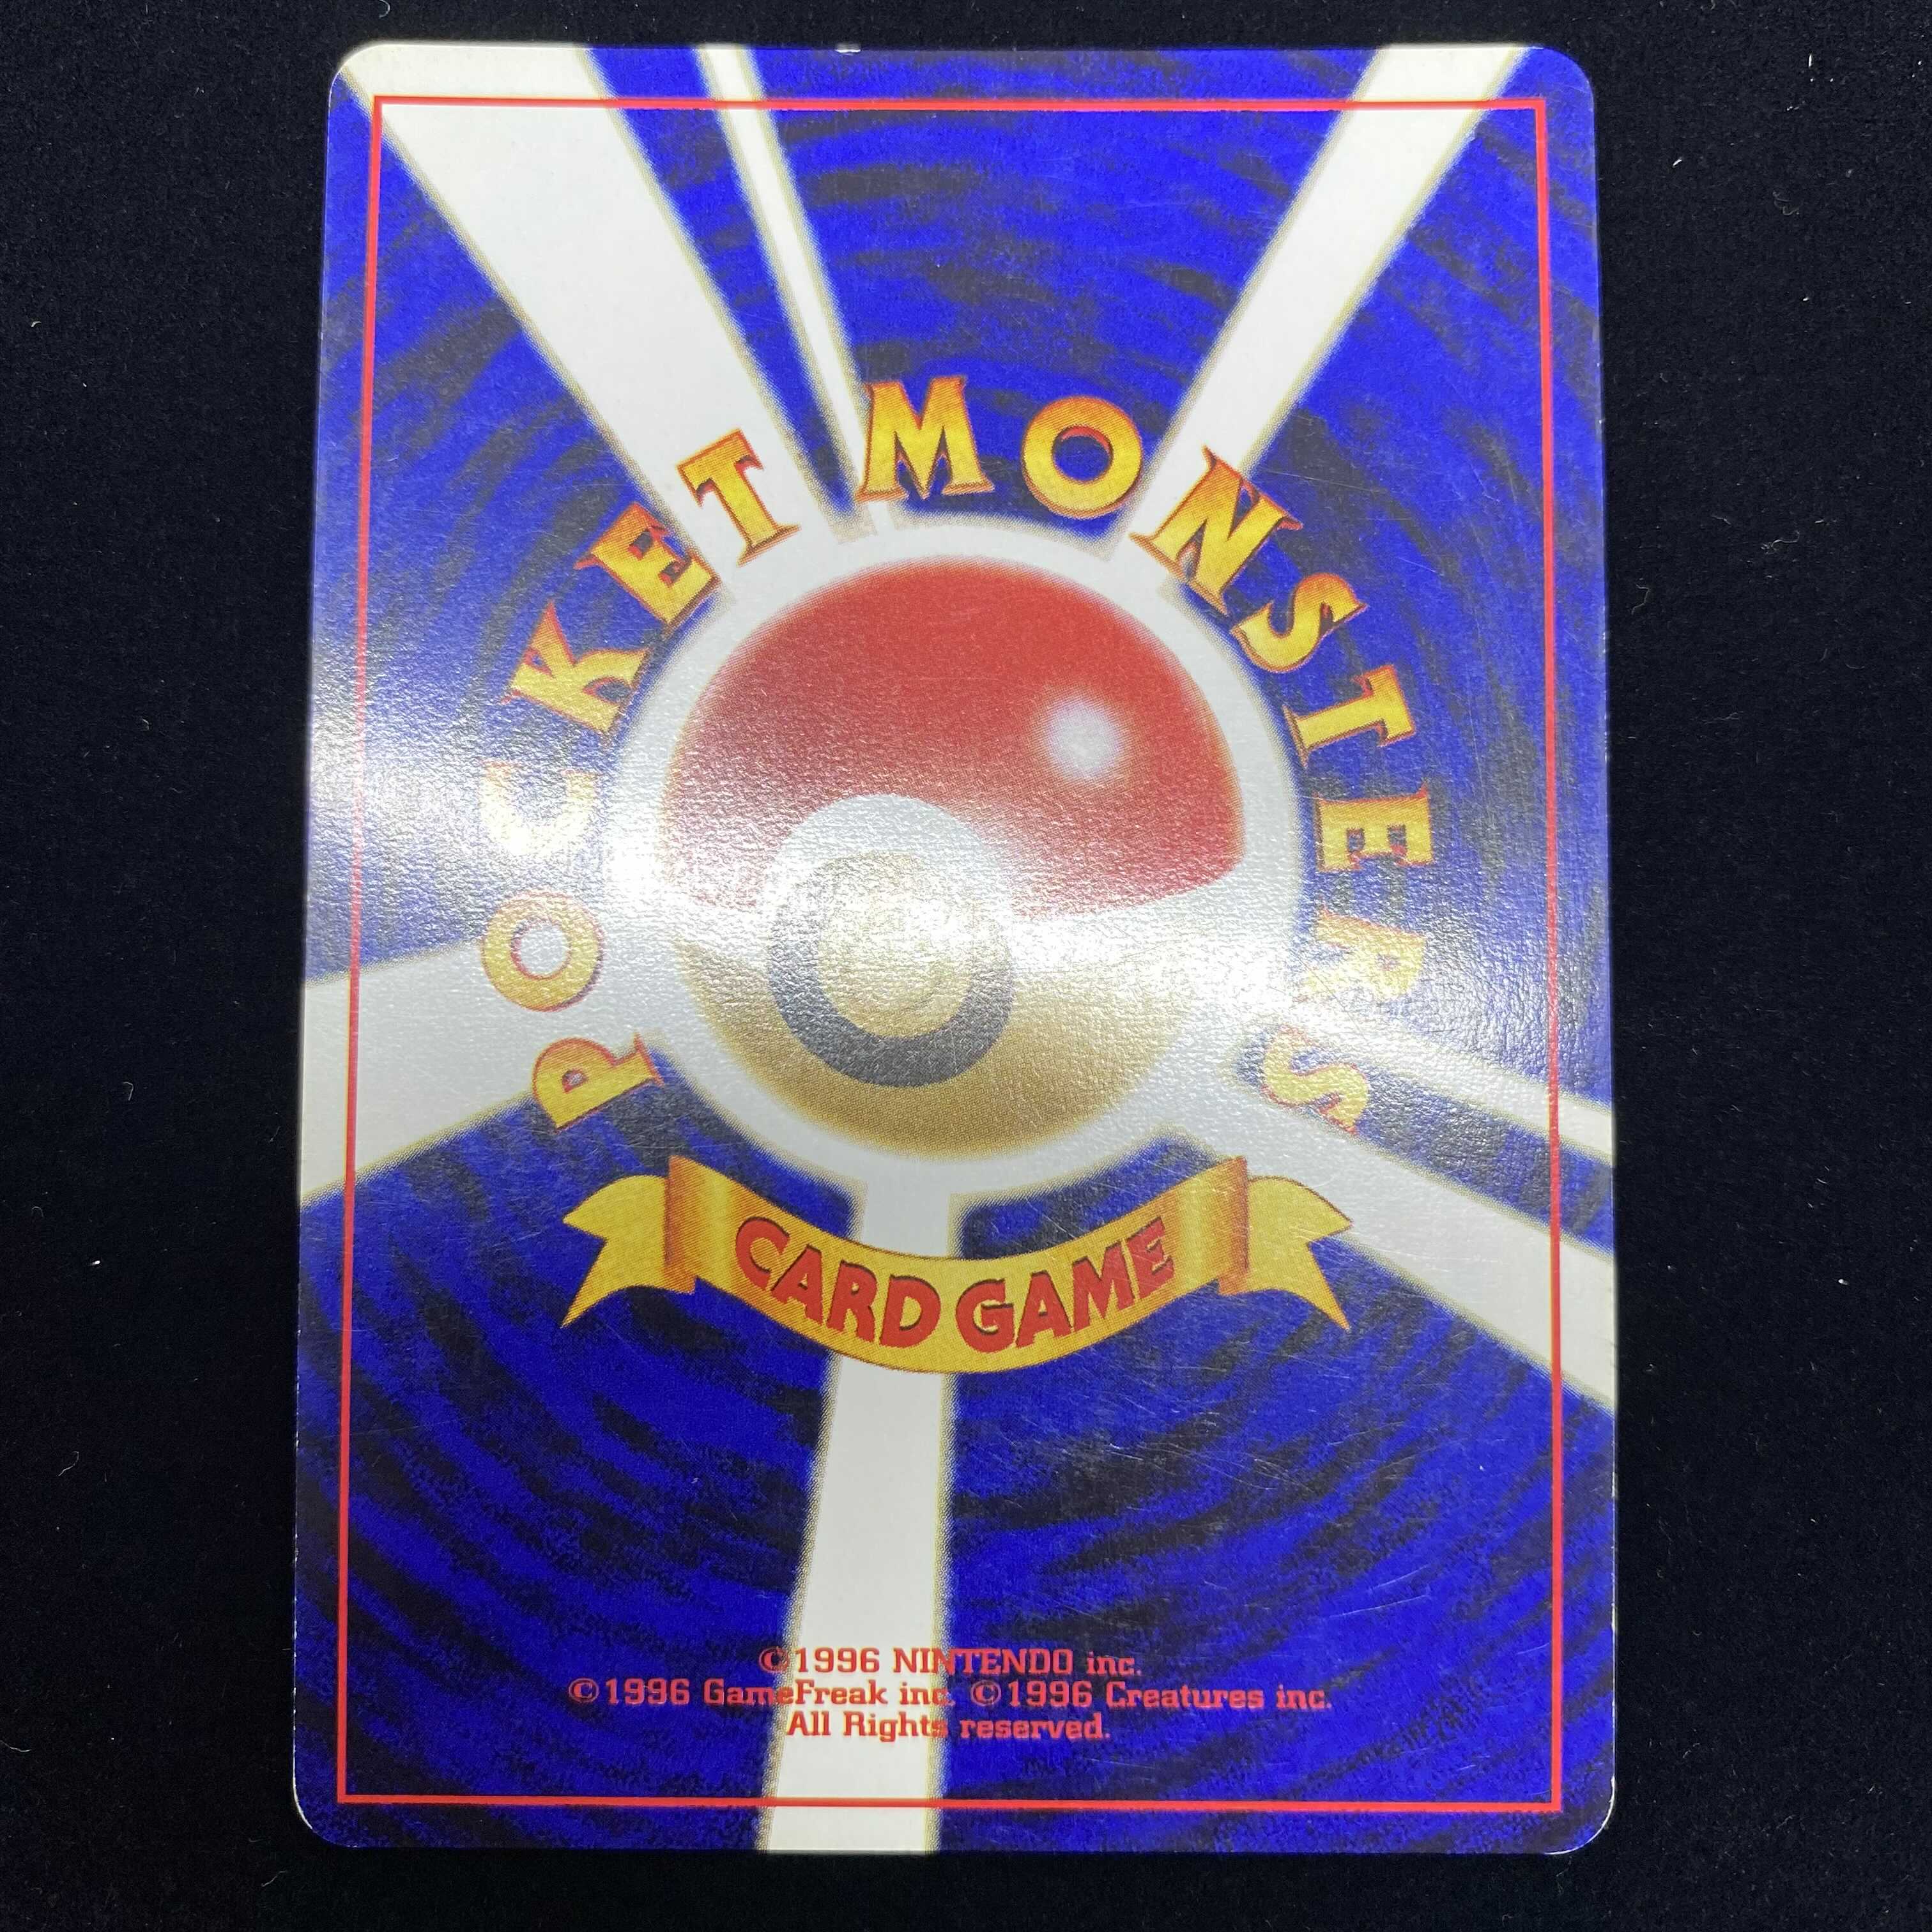 POCKET MONSTERS
CARD GAME
©1996 NINTENDO inc.
©1996 GameFreak inc. ©1996 Creatures inc.
All Rights reserved.